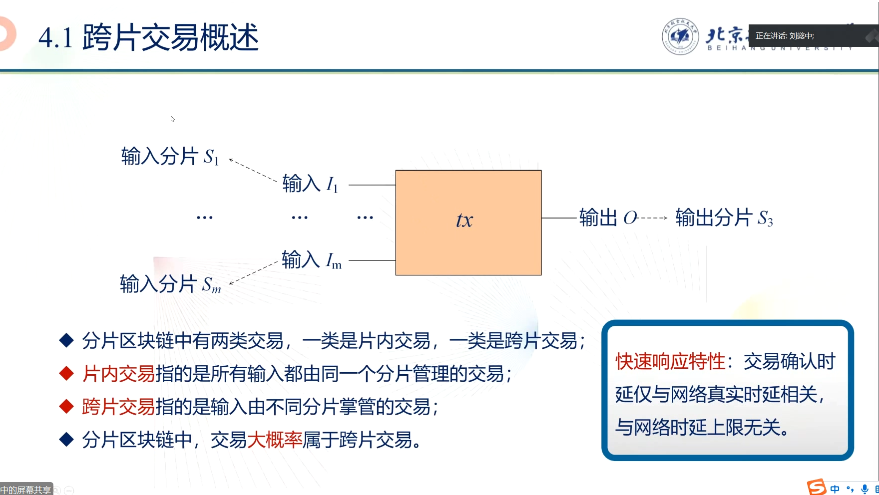 4.1 跨片交易概述
北京
BEIHANG UNIVERSITY
正在讲话: 刘懿中;
输入分片 S1
输入 I1
... ... ...
tx
输出 O
输出分片 S3
输入 Im
输入分片 Sm
◆ 分片区块链中有两类交易，一类是片内交易，一类是跨片交易；
◆ 片内交易指的是所有输入都由同一个分片管理的交易；
◆ 跨片交易指的是输入由不同分片掌管的交易；
◆ 分片区块链中，交易大概率属于跨片交易。
快速响应特性：交易确认时
延仅与网络真实时延相关，
与网络时延上限无关。
中的屏幕共享
中